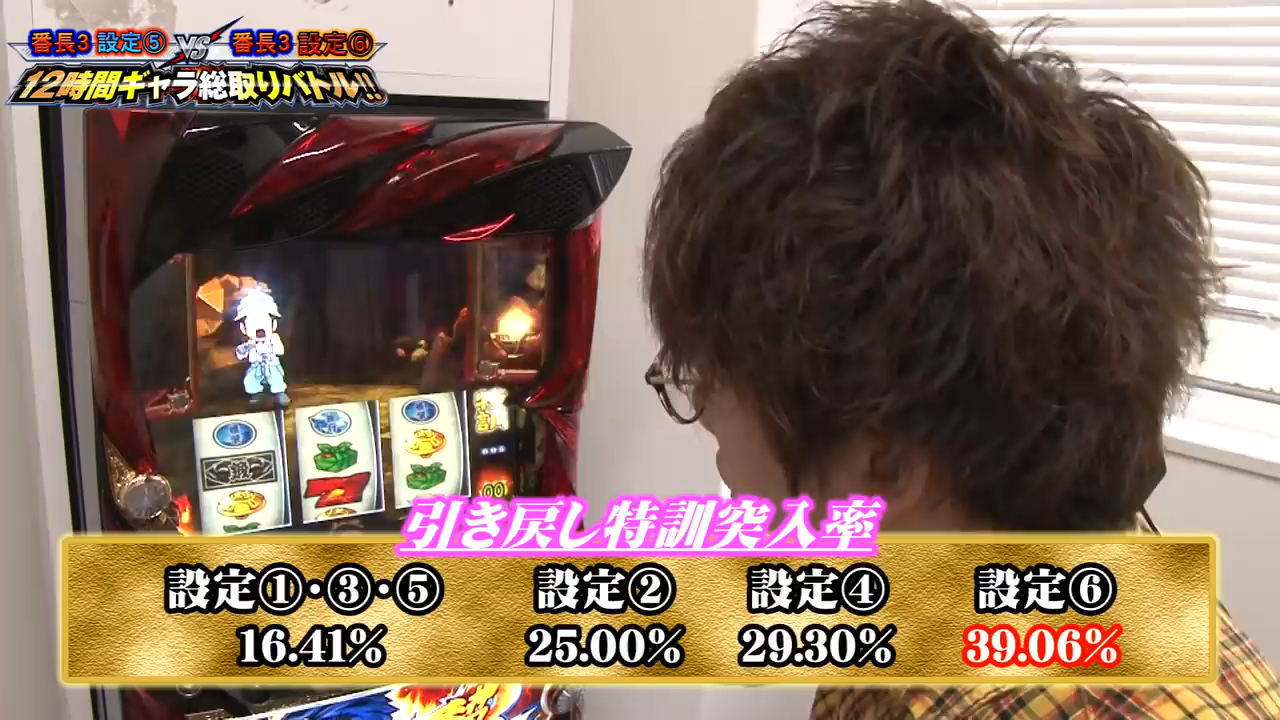 番長3 設定⑤ VS 番長3 設定⑥
12時間ギャラ総取りバトル!!
特訓
引き戻し特訓突入率
設定①・③・⑤ 設定② 設定④ 設定⑥
16.41% 25.00% 29.30% 39.06%